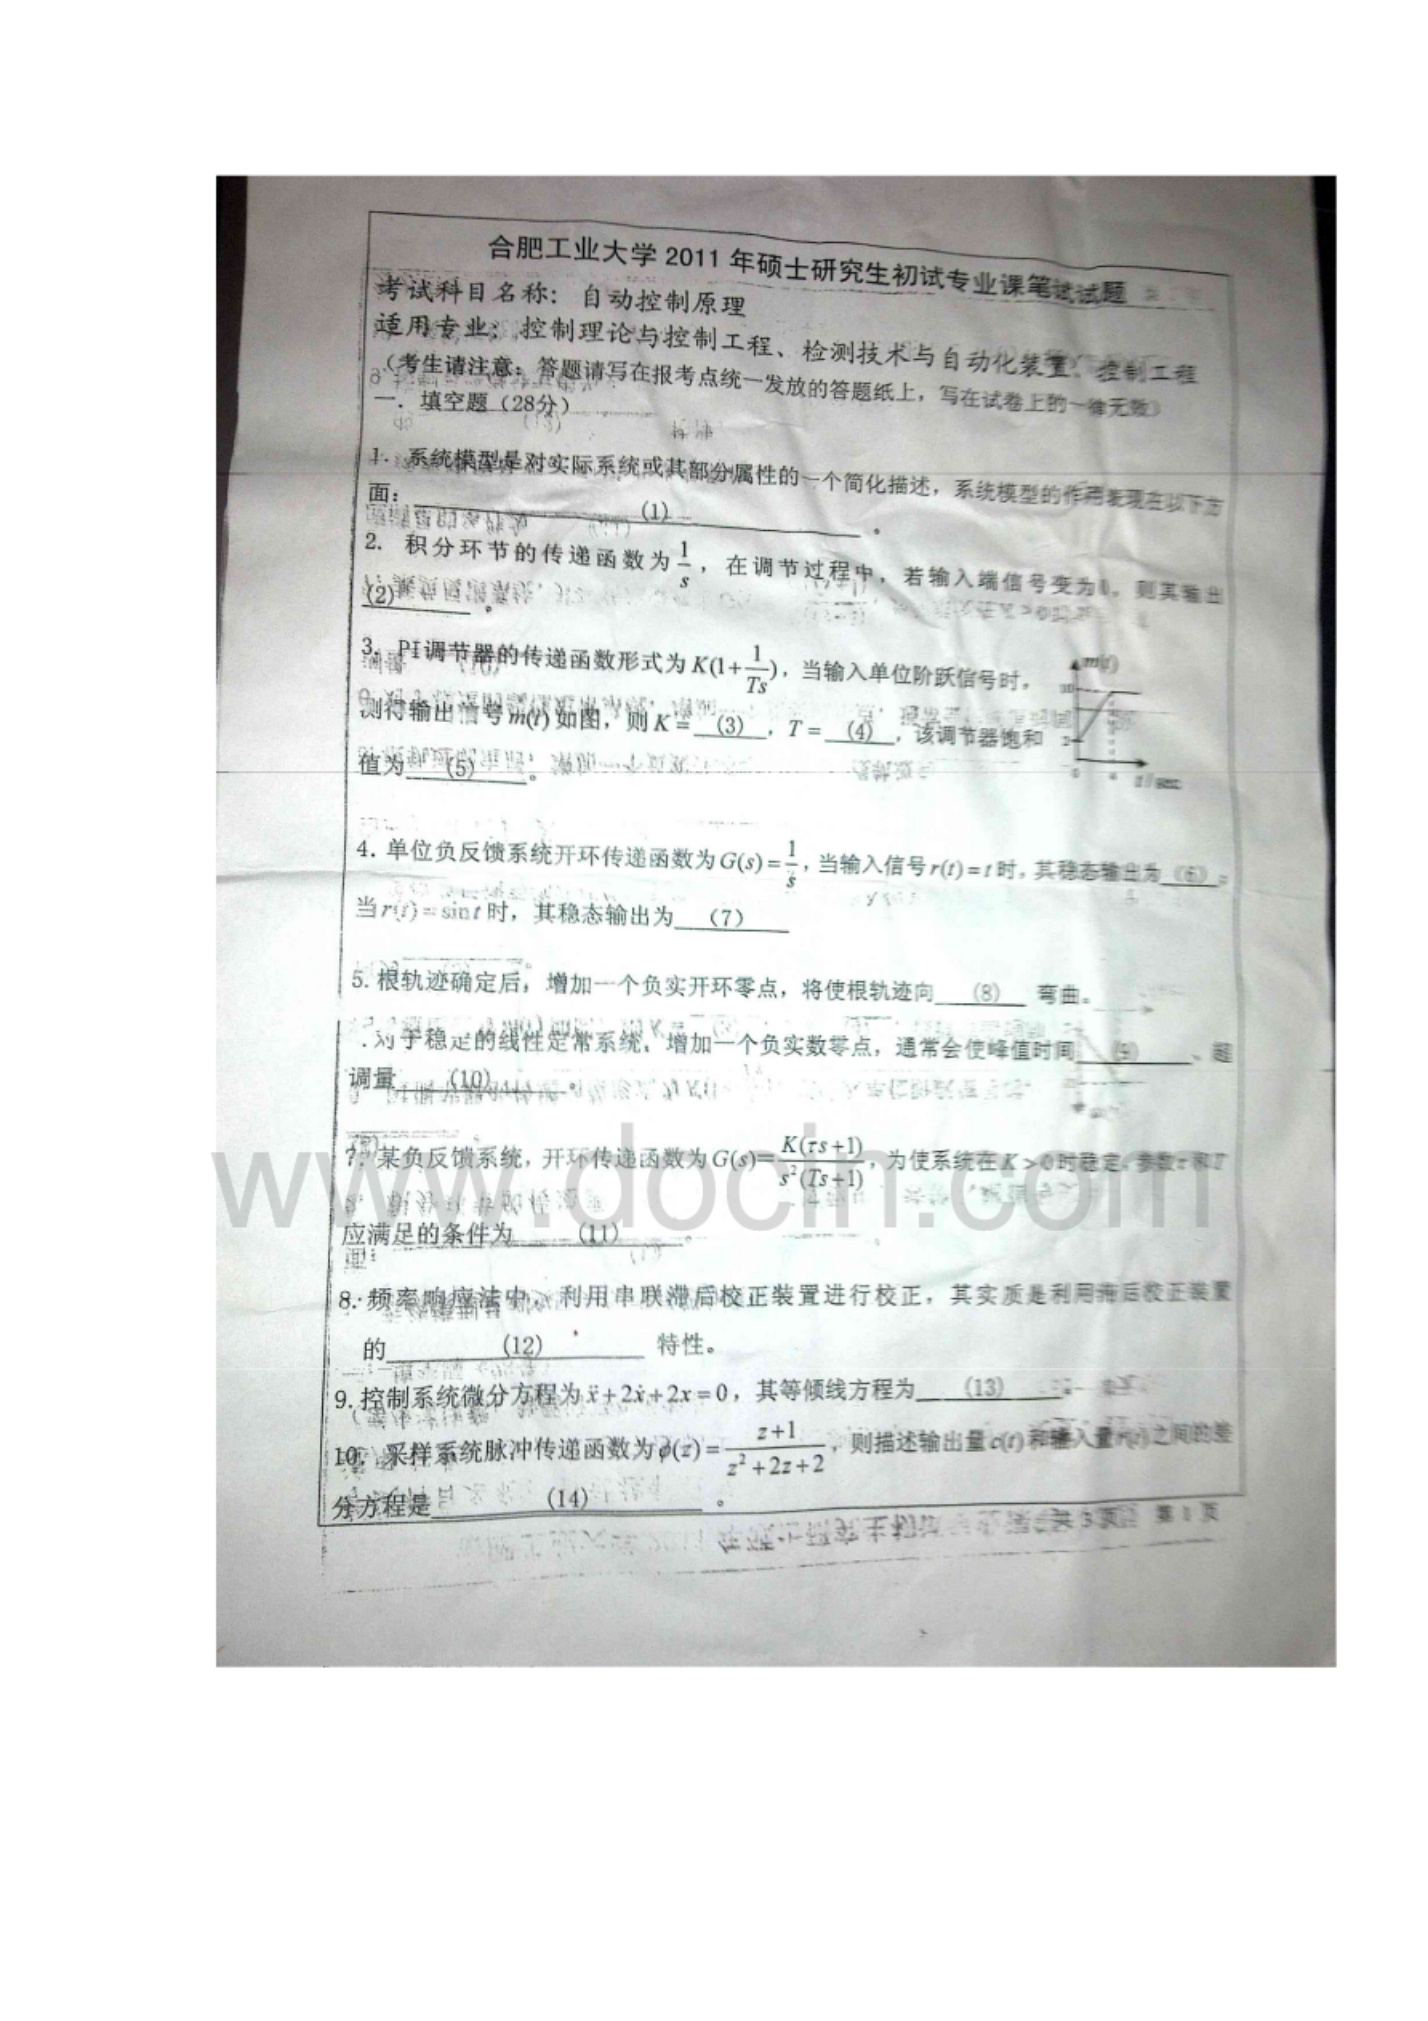 合肥工业大学 2011 年硕士研究生初试专业课笔试试题
考试科目名称：自动控制原理
适用专业：控制理论与控制工程、检测技术与自动化装置、控制工程
（考生请注意：答题请写在报考点统一发放的答题纸上，写在试卷上的一律无效）
一．填空题（28分）
1．系统模型是对实际系统或其部分属性的一个简化描述，系统模型的作用表现在以下方
面：(1)。
2．积分环节的传递函数为 1/s，在调节过程中，若输入端信号变为0，则其输出
(2)。
3．PI调节器的传递函数形式为 K(1+1/Ts)，当输入单位阶跃信号时，
m(t)
测得输出信号 m(t) 如图，则 K = (3)，T = (4)，该调节器饱和
2
值为 (5)。
0
t / sec
4．单位负反馈系统开环传递函数为 G(s) = 1/s，当输入信号 r(t) = t 时，其稳态输出为 (6)。
当 r(t) = sin t 时，其稳态输出为 (7)
5．根轨迹确定后，增加一个负实开环零点，将使根轨迹向 (8) 弯曲。
．对于稳定的线性定常系统，增加一个负实数零点，通常会使峰值时间 (9)、超
调量 (10)。
7．某负反馈系统，开环传递函数为 G(s) = K(τs+1)/s²(Ts+1)，为使系统在 K > 0 时稳定，参数 τ 和 T
应满足的条件为 (11)。
8．频率响应法中，利用串联滞后校正装置进行校正，其实质是利用滞后校正装置
的 (12) 特性。
9．控制系统微分方程为 ẍ + 2ẋ + 2x = 0，其等倾线方程为 (13)
10．采样系统脉冲传递函数为 φ(z) = z+1/z²+2z+2，则描述输出量 c(t) 和输入量 r(t) 之间的差
分方程是 (14)。
第 1 页
www.docin.com